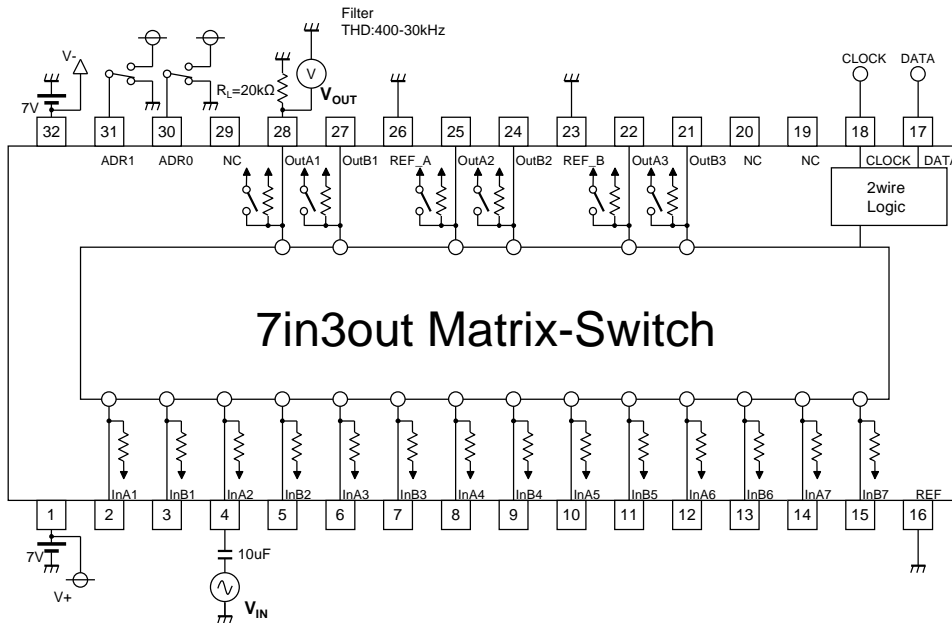 Filter
THD:400-30kHz
V-
CLOCK
DATA
V
7V
RL=20kΩ
VOUT
32
31
30
29
28
27
26
25
24
23
22
21
20
19
18
17
ADR1
ADR0
NC
OutA1
OutB1
REF_A
OutA2
OutB2
REF_B
OutA3
OutB3
NC
NC
CLOCK
DATA
2wire
Logic
7in3out Matrix-Switch
InA1
InB1
InA2
InB2
InA3
InB3
InA4
InB4
InA5
InB5
InA6
InB6
InA7
InB7
REF
1
2
3
4
5
6
7
8
9
10
11
12
13
14
15
16
7V
10uF
V+
VIN